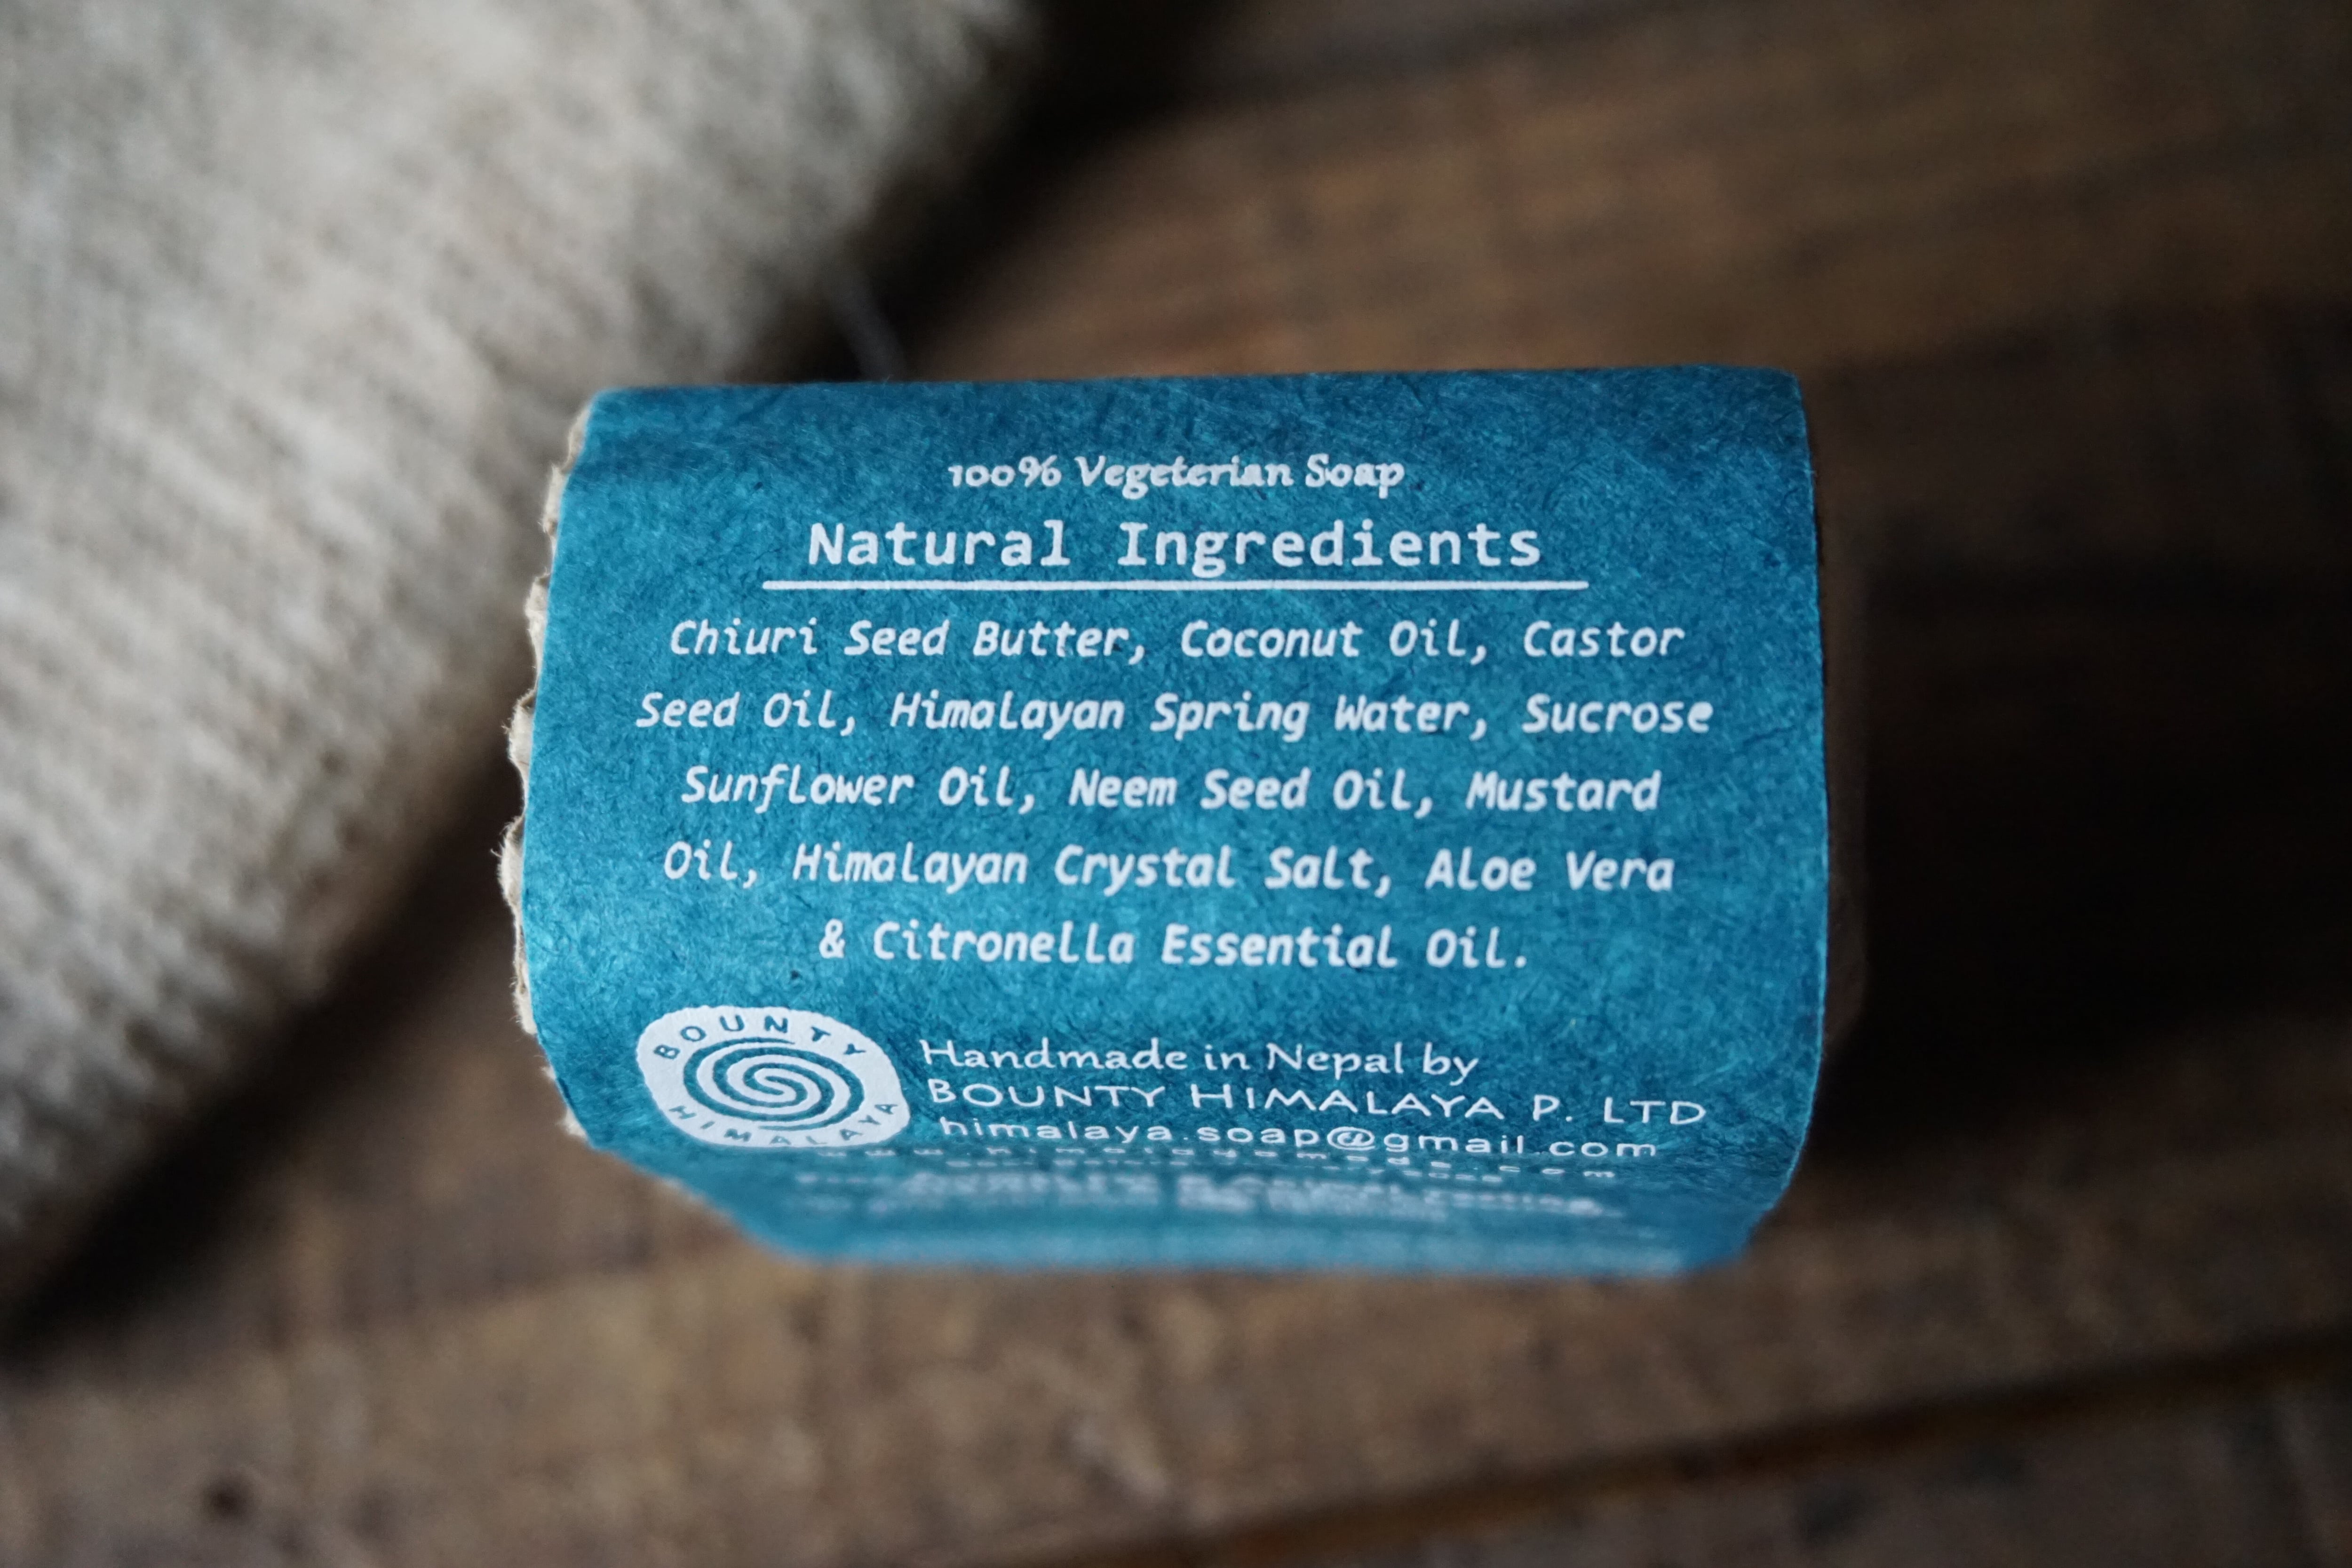 100% Vegeterian Soap
Natural Ingredients
Chiuri Seed Butter, Coconut Oil, Castor
Seed Oil, Himalayan Spring Water, Sucrose
Sunflower Oil, Neem Seed Oil, Mustard
Oil, Himalayan Crystal Salt, Aloe Vera
& Citronella Essential Oil.
BOUNTY
HIMALAYA
Handmade in Nepal by
BOUNTY HIMALAYA P. LTD
himalaya.soap@gmail.com